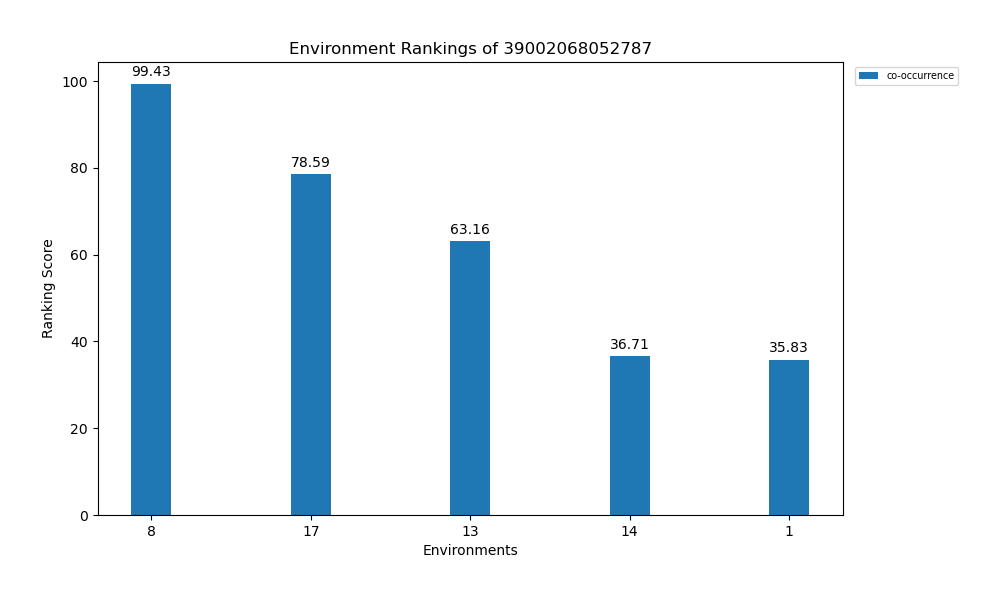 Environment Rankings of 39002068052787
co-occurrence
99.43
78.59
63.16
36.71
35.83
100
80
60
40
20
0
Ranking Score
8 17 13 14 1
Environments